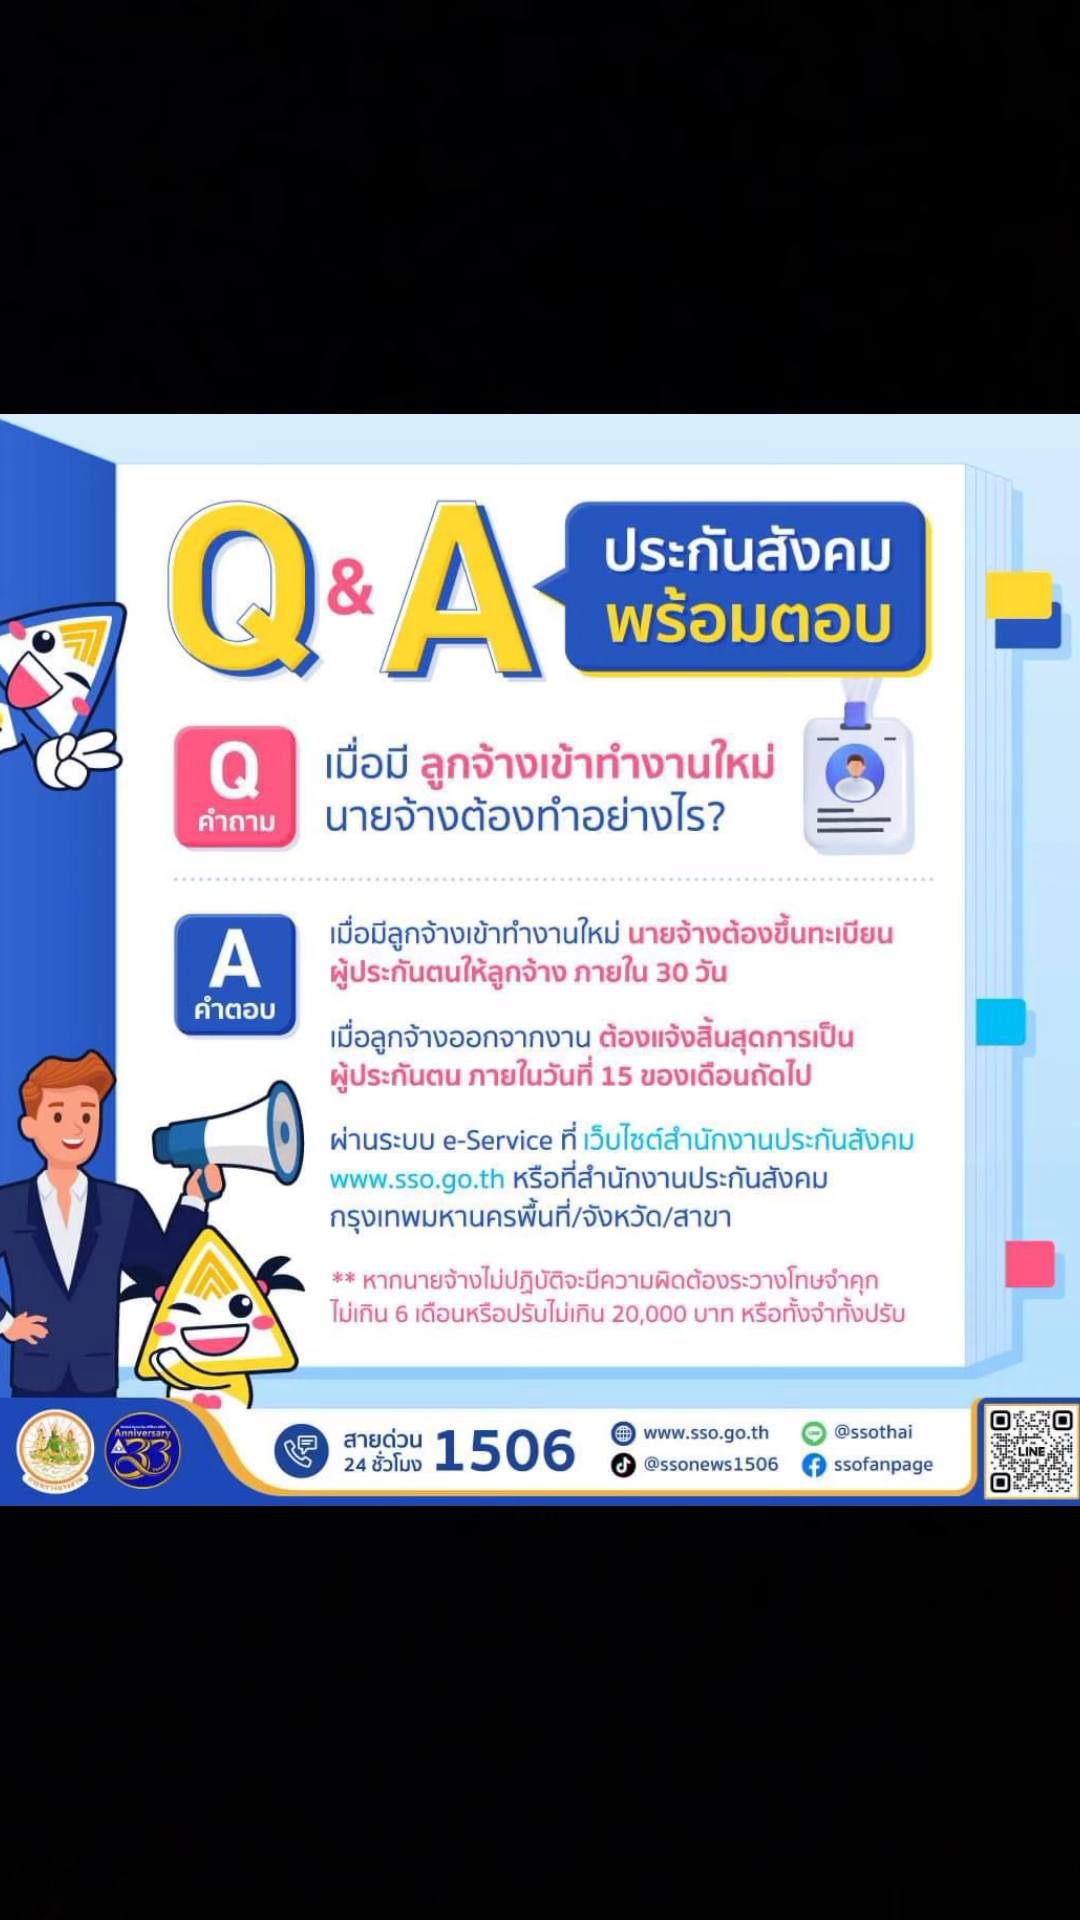 Q & A
ประกันสังคม
พร้อมตอบ
Q
คำถาม
เมื่อมี ลูกจ้างเข้าทำงานใหม่
นายจ้างต้องทำอย่างไร?
A
คำตอบ
เมื่อมีลูกจ้างเข้าทำงานใหม่ นายจ้างต้องขึ้นทะเบียน
ผู้ประกันตนให้ลูกจ้าง ภายใน 30 วัน
เมื่อลูกจ้างออกจากงาน ต้องแจ้งสิ้นสุดการเป็น
ผู้ประกันตน ภายในวันที่ 15 ของเดือนถัดไป
ผ่านระบบ e-Service ที่ เว็บไซต์สำนักงานประกันสังคม
www.sso.go.th หรือที่สำนักงานประกันสังคม
กรุงเทพมหานครพื้นที่/จังหวัด/สาขา
** หากนายจ้างไม่ปฏิบัติจะมีความผิดต้องระวางโทษจำคุก
ไม่เกิน 6 เดือนหรือปรับไม่เกิน 20,000 บาท หรือทั้งจำทั้งปรับ
Anniversary
33
สายด่วน
24 ชั่วโมง
1506
www.sso.go.th
@ssothai
@ssonews1506
ssofanpage
LINE